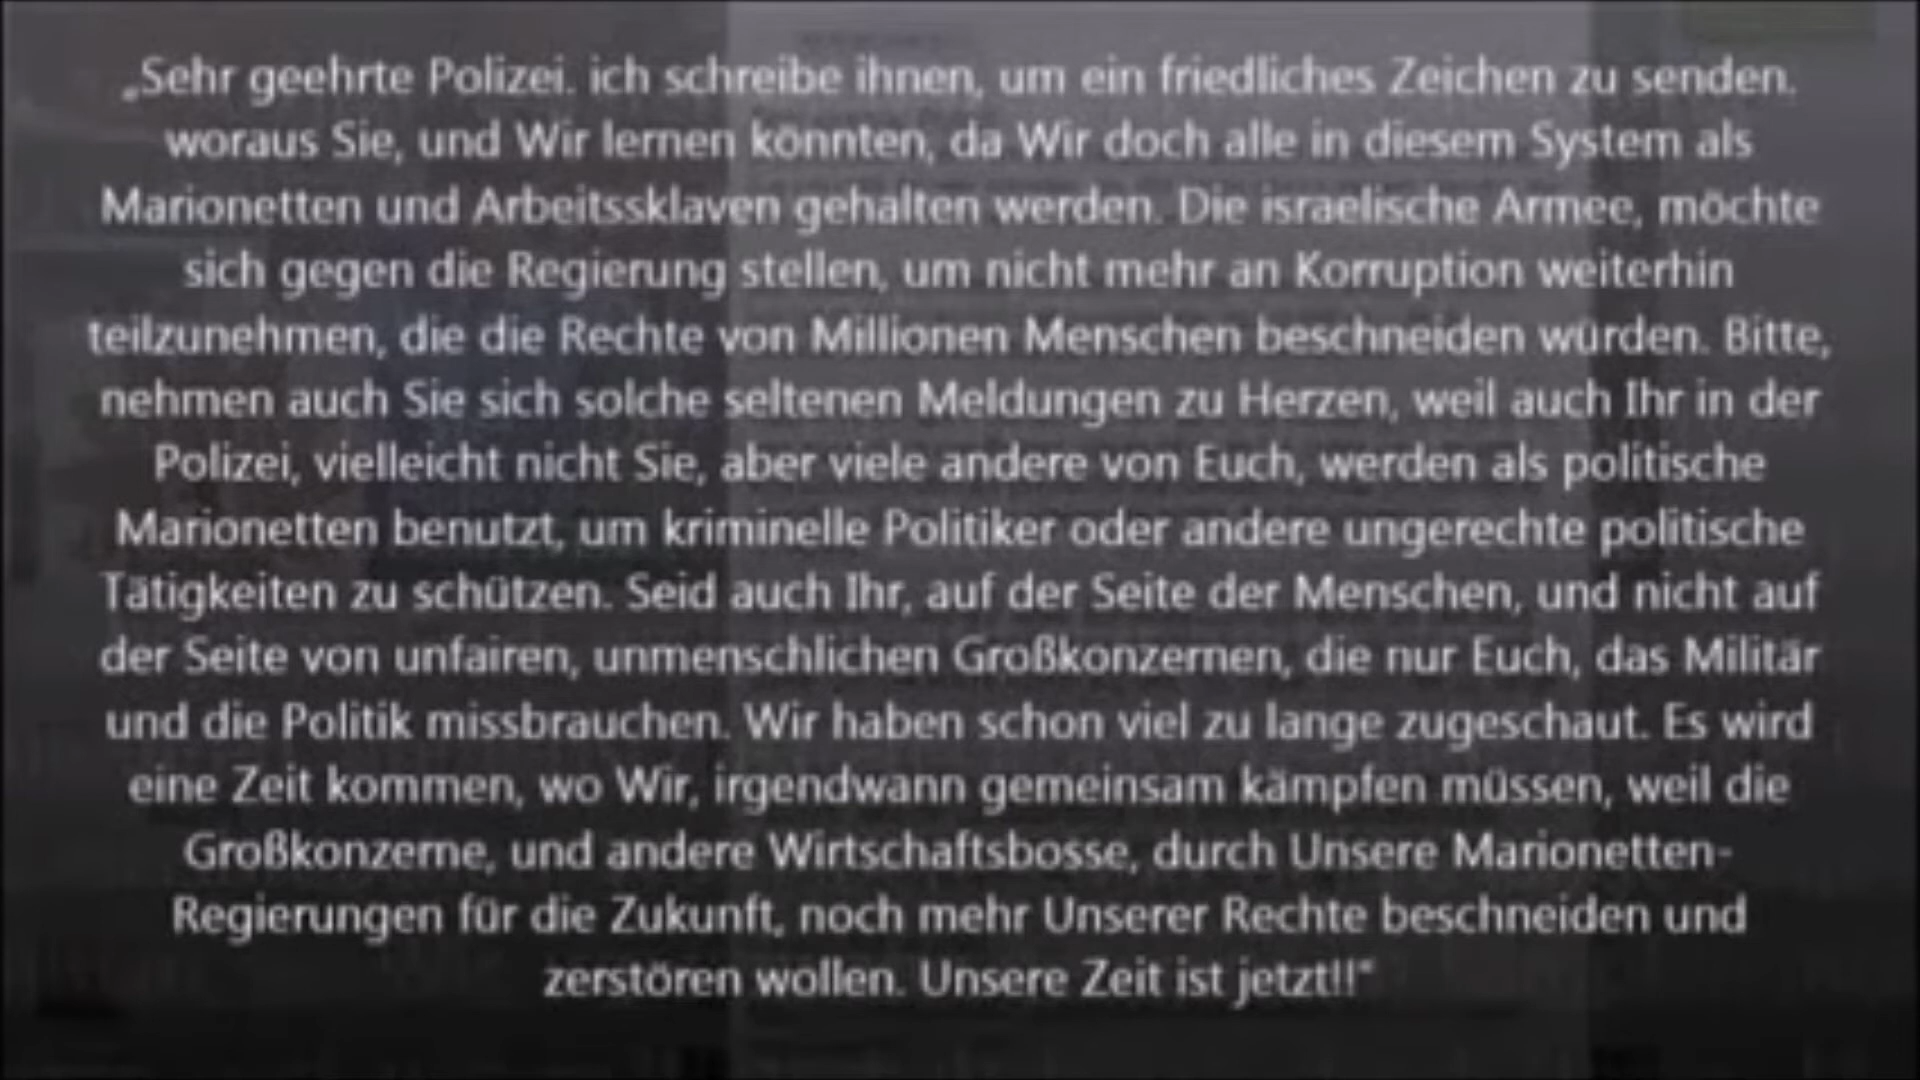 „Sehr geehrte Polizei. ich schreibe ihnen, um ein friedliches Zeichen zu senden.
woraus Sie, und Wir lernen könnten, da Wir doch alle in diesem System als
Marionetten und Arbeitssklaven gehalten werden. Die israelische Armee, möchte
sich gegen die Regierung stellen, um nicht mehr an Korruption weiterhin
teilzunehmen, die die Rechte von Millionen Menschen beschneiden würden. Bitte,
nehmen auch Sie sich solche seltenen Meldungen zu Herzen, weil auch Ihr in der
Polizei, vielleicht nicht Sie, aber viele andere von Euch, werden als politische
Marionetten benutzt, um kriminelle Politiker oder andere ungerechte politische
Tätigkeiten zu schützen. Seid auch Ihr, auf der Seite der Menschen, und nicht auf
der Seite von unfairen, unmenschlichen Großkonzernen, die nur Euch, das Militär
und die Politik missbrauchen. Wir haben schon viel zu lange zugeschaut. Es wird
eine Zeit kommen, wo Wir, irgendwann gemeinsam kämpfen müssen, weil die
Großkonzerne, und andere Wirtschaftsbosse, durch Unsere Marionetten-
Regierungen für die Zukunft, noch mehr Unserer Rechte beschneiden und
zerstören wollen. Unsere Zeit ist jetzt!!“